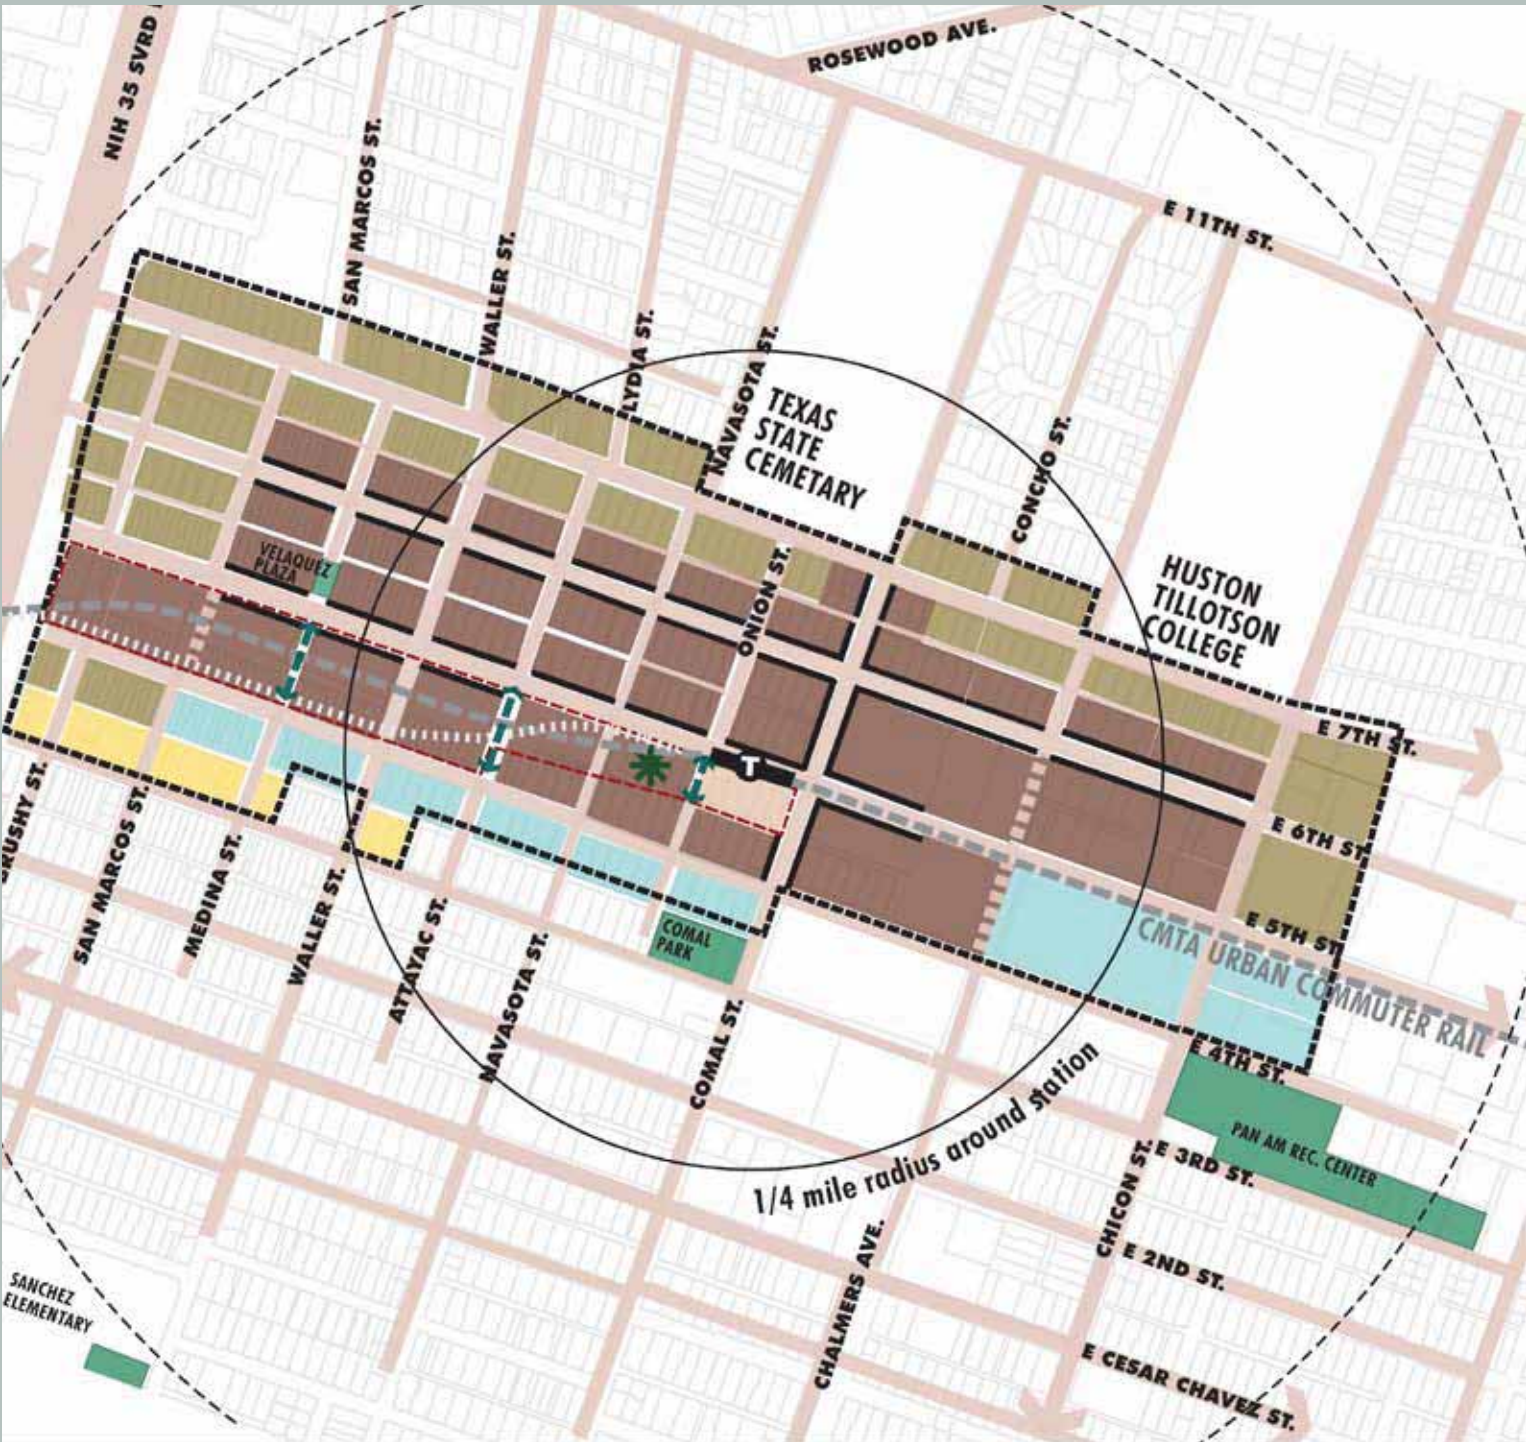 NIH 35 SVRD
ROSEWOOD AVE.
SAN MARCOS ST.
WALLER ST.
LYDIA ST.
NAVASOTA ST.
E 11TH ST.
TEXAS
STATE
CEMETARY
CONCHO ST.
HUSTON
TILLOTSON
COLLEGE
VELAQUEZ
PLAZA
ONION ST.
E 7TH ST.
T
E 6TH ST.
E 5TH ST
BRUSHY ST.
SAN MARCOS ST.
MEDINA ST.
WALLER ST.
ATTAYAC ST.
NAVASOTA ST.
COMAL
PARK
COMAL ST.
CMTA URBAN COMMUTER RAIL
E 4TH ST.
1/4 mile radius around station
PAN AM REC. CENTER
E 3RD ST.
CHICON ST.
E 2ND ST.
CHALMERS AVE.
SANCHEZ
ELEMENTARY
E CESAR CHAVEZ ST.